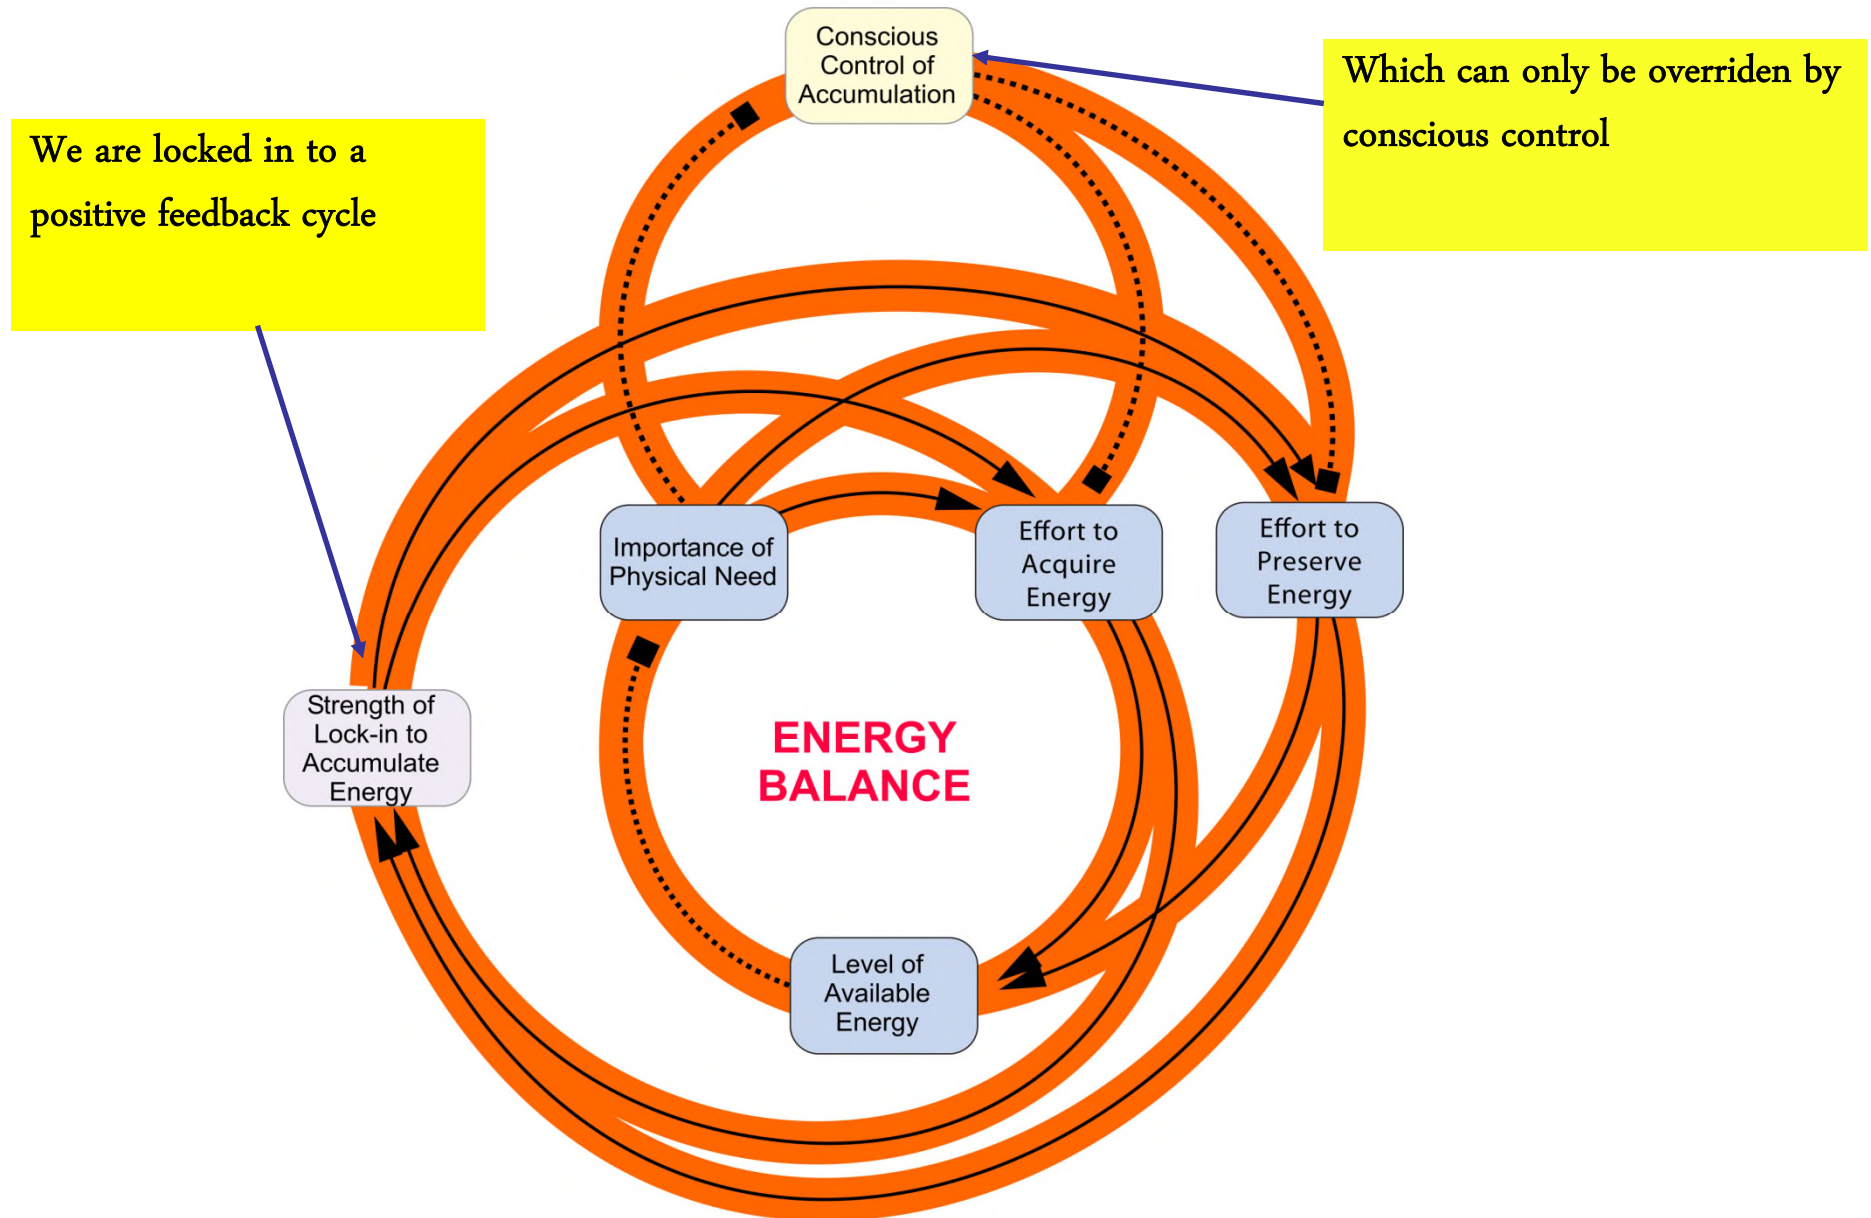 Conscious
Control of
Accumulation
Which can only be overriden by
conscious control
We are locked in to a
positive feedback cycle
Importance of
Physical Need
Effort to
Acquire
Energy
Effort to
Preserve
Energy
Strength of
Lock-in to
Accumulate
Energy
ENERGY
BALANCE
Level of
Available
Energy